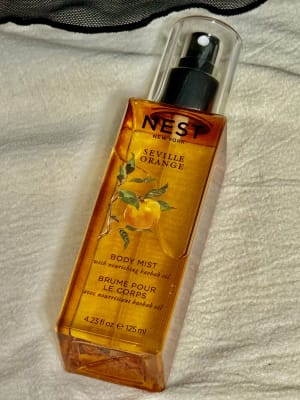 NEST
NEW YORK
SEVILLE
ORANGE
BODY MIST
with nourishing baobab oil
BRUME POUR
LE CORPS
avec nourrissons baobab oil
4.23 fl oz ℮ 125 ml